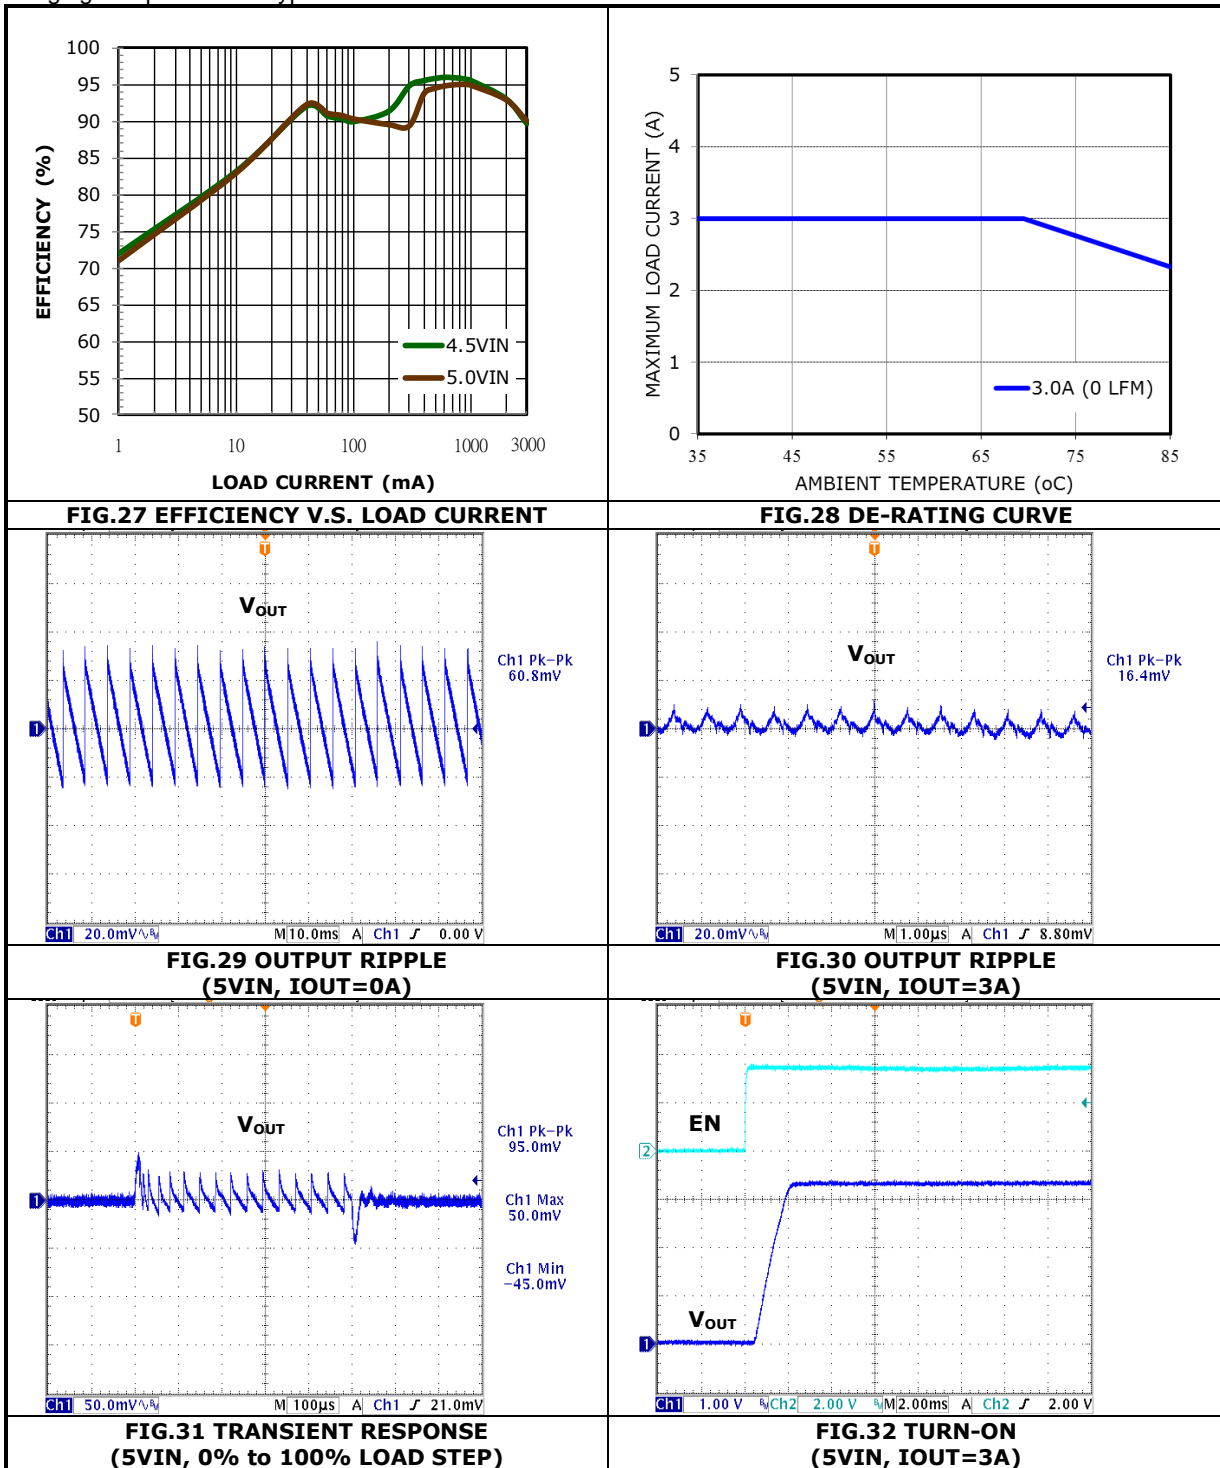 100
95
90
85
80
75
70
65
60
55
50
EFFICIENCY (%)
4.5VIN
5.0VIN
1 10 100 1000 3000
LOAD CURRENT (mA)
5
4
3
2
1
0
MAXIMUM LOAD CURRENT (A)
3.0A (0 LFM)
35 45 55 65 75 85
AMBIENT TEMPERATURE (oC)
FIG.27 EFFICIENCY V.S. LOAD CURRENT
FIG.28 DE-RATING CURVE
T
VOUT
Ch1 Pk-Pk
60.8mV
1
Ch1 20.0mV M 10.0ms A Ch1 0.00 V
T
VOUT
Ch1 Pk-Pk
16.4mV
1
Ch1 20.0mV M 1.00µs A Ch1 8.80mV
FIG.29 OUTPUT RIPPLE
(5VIN, IOUT=0A)
FIG.30 OUTPUT RIPPLE
(5VIN, IOUT=3A)
T
VOUT
Ch1 Pk-Pk
95.0mV
Ch1 Max
50.0mV
Ch1 Min
-45.0mV
1
Ch1 50.0mV M 100µs A Ch1 21.0mV
T
EN
2
VOUT
1
Ch1 1.00 V Ch2 2.00 V M 2.00ms A Ch2 2.00 V
FIG.31 TRANSIENT RESPONSE
(5VIN, 0% to 100% LOAD STEP)
FIG.32 TURN-ON
(5VIN, IOUT=3A)